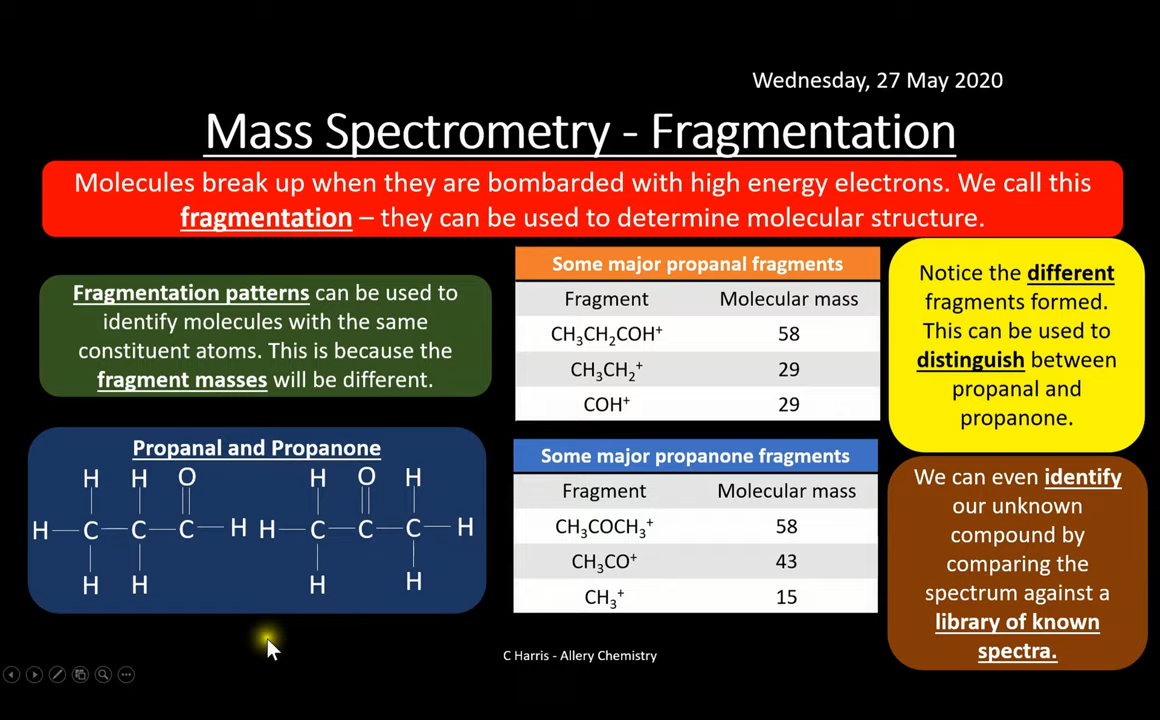 Wednesday, 27 May 2020
Mass Spectrometry - Fragmentation
Molecules break up when they are bombarded with high energy electrons. We call this
fragmentation – they can be used to determine molecular structure.
Fragmentation patterns can be used to
identify molecules with the same
constituent atoms. This is because the
fragment masses will be different.
Some major propanal fragments
Fragment Molecular mass
CH₃CH₂COH⁺ 58
CH₃CH₂⁺ 29
COH⁺ 29
Notice the different
fragments formed.
This can be used to
distinguish between
propanal and
propanone.
Propanal and Propanone
H H O H O H
H C C C H H C C C H
H H H H
Some major propanone fragments
Fragment Molecular mass
CH₃COCH₃⁺ 58
CH₃CO⁺ 43
CH₃⁺ 15
We can even identify
our unknown
compound by
comparing the
spectrum against a
library of known
spectra.
C Harris - Allery Chemistry